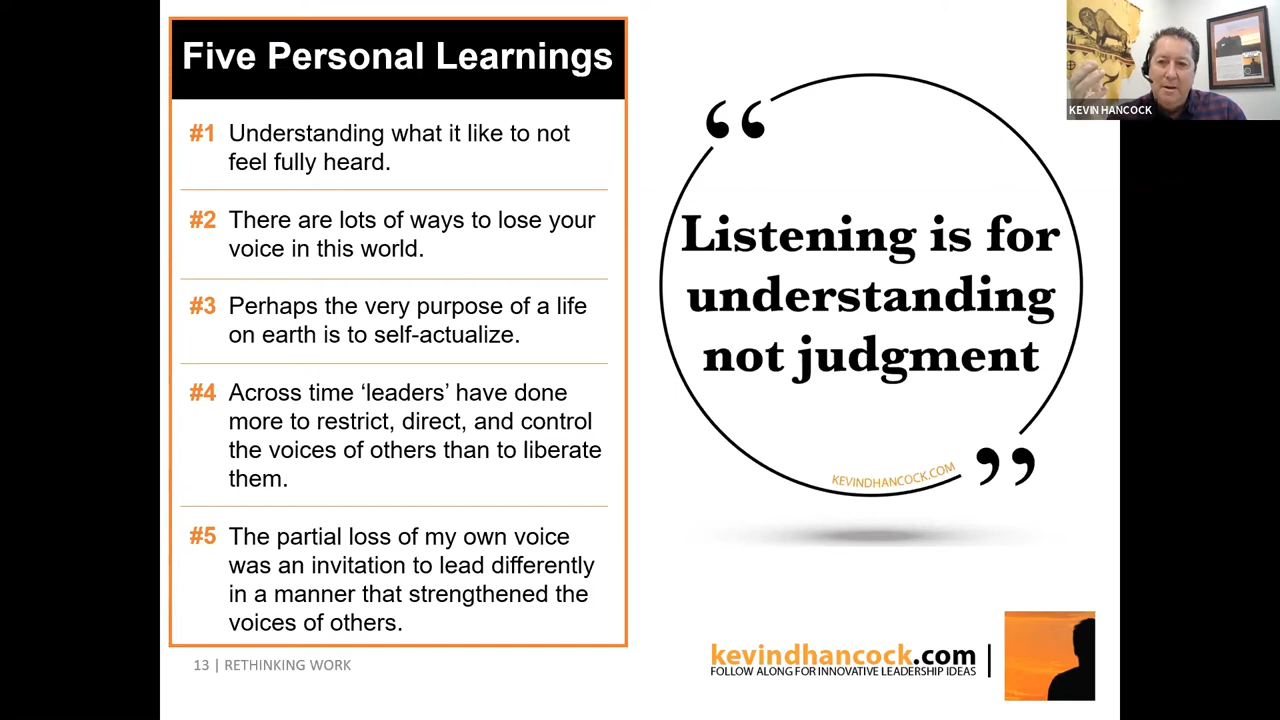 Five Personal Learnings
#1 Understanding what it like to not
feel fully heard.
#2 There are lots of ways to lose your
voice in this world.
#3 Perhaps the very purpose of a life
on earth is to self-actualize.
#4 Across time ‘leaders’ have done
more to restrict, direct, and control
the voices of others than to liberate
them.
#5 The partial loss of my own voice
was an invitation to lead differently
in a manner that strengthened the
voices of others.
13 | RETHINKING WORK
“
Listening is for
understanding
not judgment
”
KEVINDHANCOCK.COM
kevindhancock.com
FOLLOW ALONG FOR INNOVATIVE LEADERSHIP IDEAS
KEVIN HANCOCK